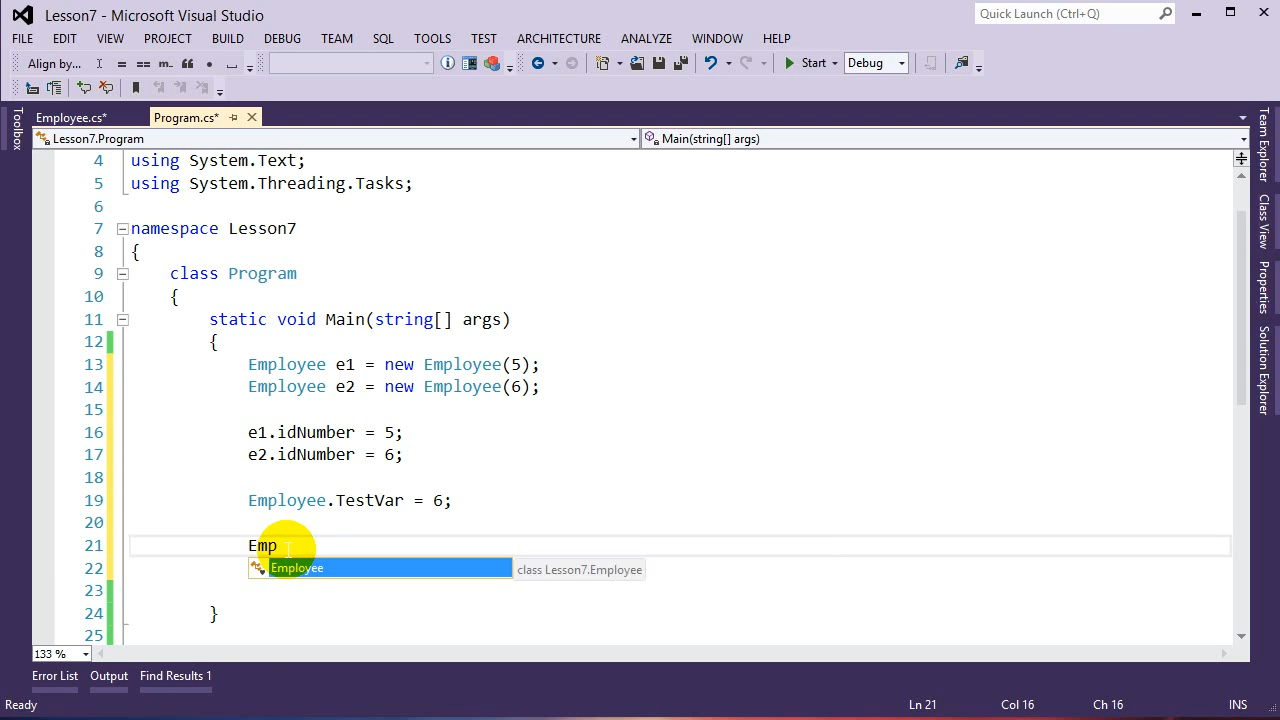 Lesson7 - Microsoft Visual Studio
Quick Launch (Ctrl+Q)
FILE EDIT VIEW PROJECT BUILD DEBUG TEAM SQL TOOLS TEST ARCHITECTURE ANALYZE WINDOW HELP
Align by... Start Debug
Toolbox
Employee.cs* Program.cs*
Lesson7.Program Main(string[] args)
4 using System.Text;
5 using System.Threading.Tasks;
6
7 namespace Lesson7
8 {
9 class Program
10 {
11 static void Main(string[] args)
12 {
13 Employee e1 = new Employee(5);
14 Employee e2 = new Employee(6);
15
16 e1.idNumber = 5;
17 e2.idNumber = 6;
18
19 Employee.TestVar = 6;
20
21 Emp
22 Employee class Lesson7.Employee
23
24 }
25
133 %
Team Explorer
Class View
Properties
Solution Explorer
Error List Output Find Results 1
Ready Ln 21 Col 16 Ch 16 INS